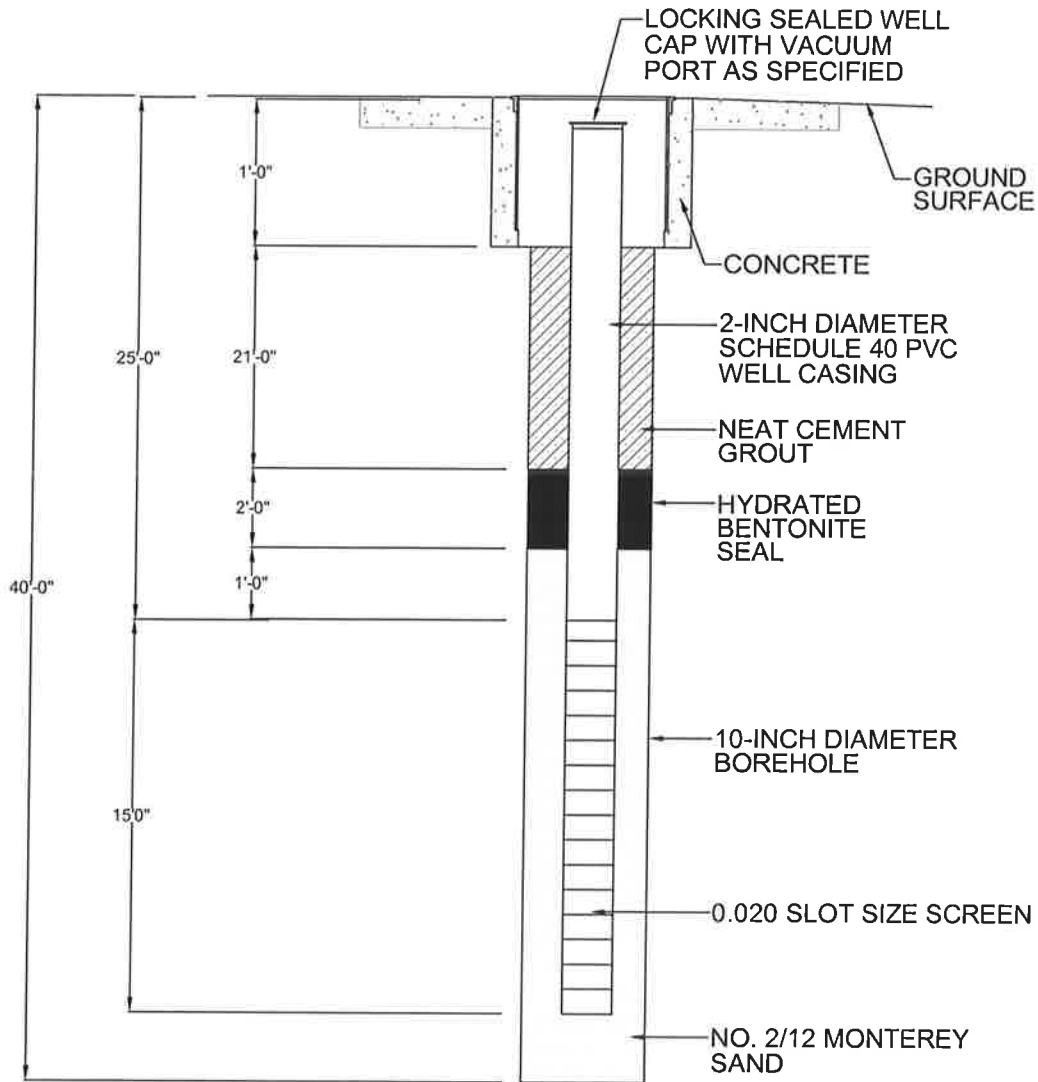 LOCKING SEALED WELL
CAP WITH VACUUM
PORT AS SPECIFIED
1'-0"
GROUND
SURFACE
CONCRETE
2-INCH DIAMETER
SCHEDULE 40 PVC
WELL CASING
25'-0"
21'-0"
NEAT CEMENT
GROUT
2'-0"
HYDRATED
BENTONITE
SEAL
40'-0"
1'-0"
10-INCH DIAMETER
BOREHOLE
15'0"
0.020 SLOT SIZE SCREEN
NO. 2/12 MONTEREY
SAND